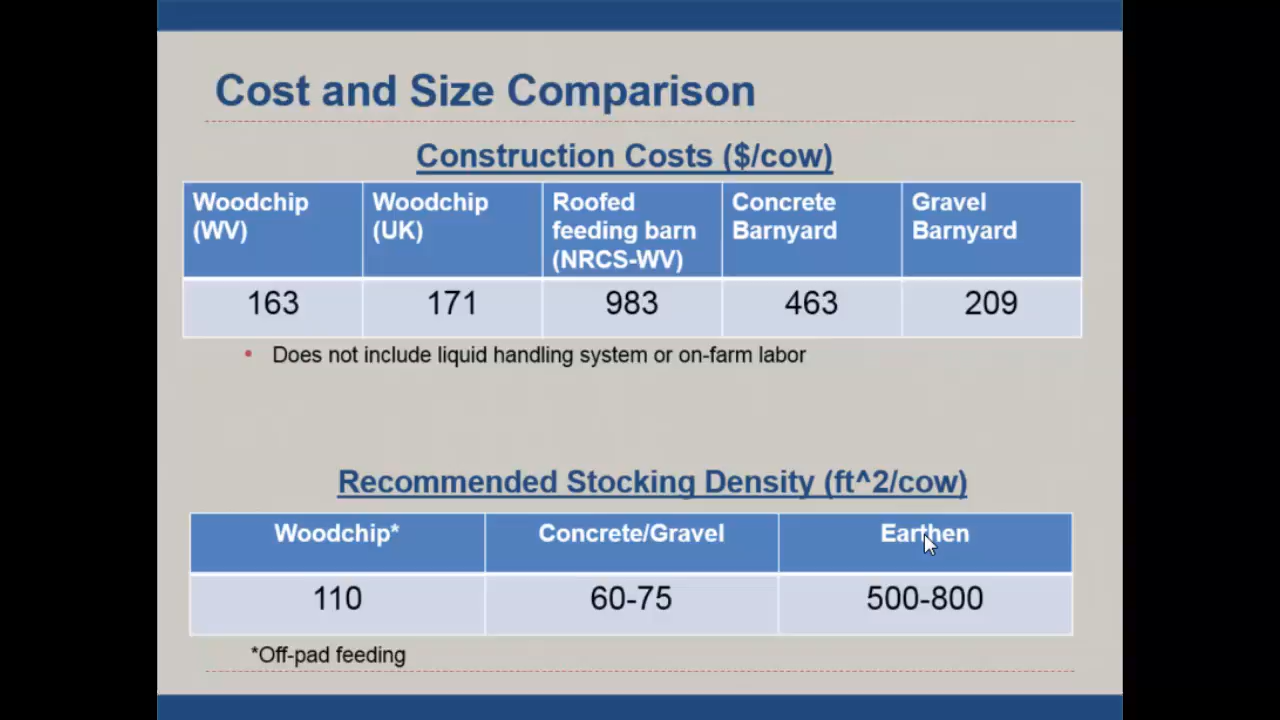 Cost and Size Comparison
Construction Costs ($/cow)
Woodchip (WV) Woodchip (UK) Roofed feeding barn (NRCS-WV) Concrete Barnyard Gravel Barnyard
163 171 983 463 209
• Does not include liquid handling system or on-farm labor
Recommended Stocking Density (ft^2/cow)
Woodchip* Concrete/Gravel Earthen
110 60-75 500-800
*Off-pad feeding